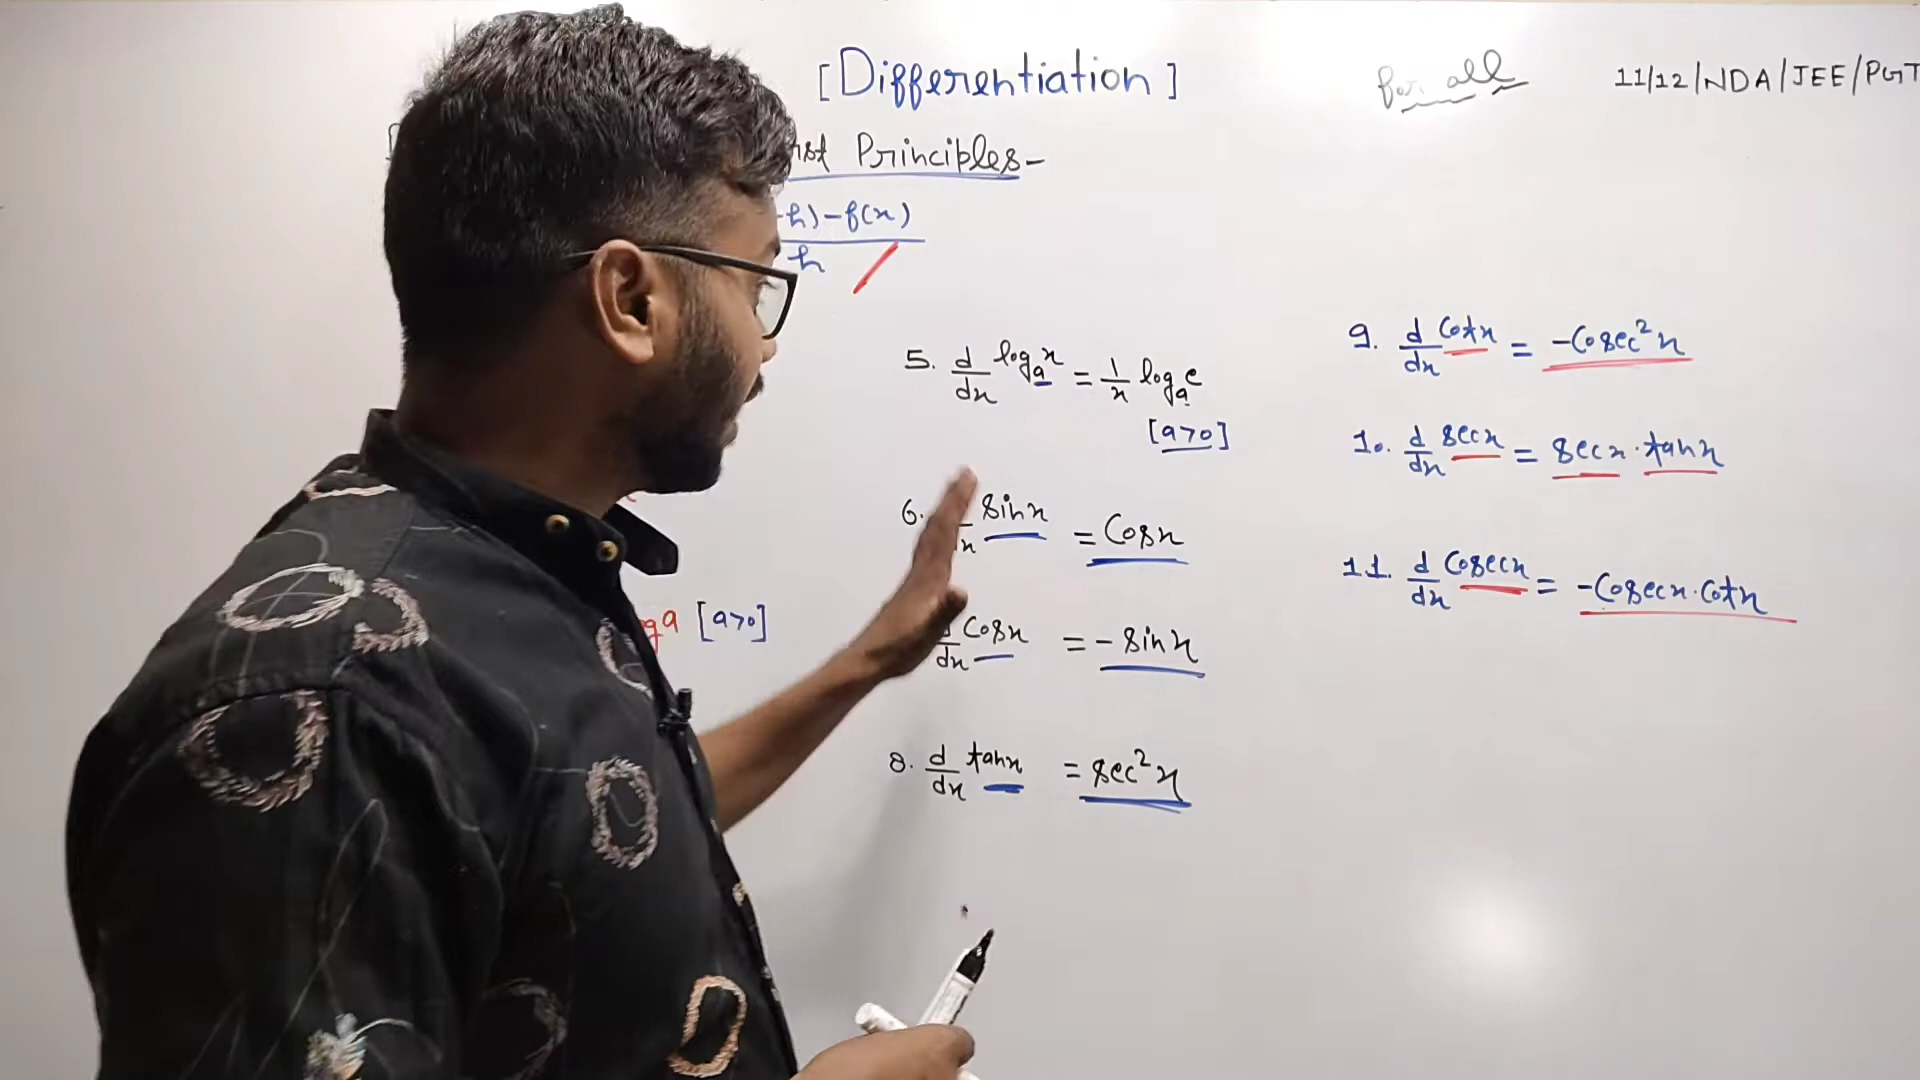 [Differentiation]
for all
11/12/NDA/JEE/PGT
Principles-
h)-f(x)
h
[a>0]
5. d/dx logₐx = 1/x logₐe
[a>0]
6. sinx = Cosx
d/dx Cosx = -sinx
8. d/dx tanx = sec²x
9. d/dx Cotx = -Cosec²x
10. d/dx secx = secx·tanx
11. d/dx Cosecx = -Cosecx·Cotx